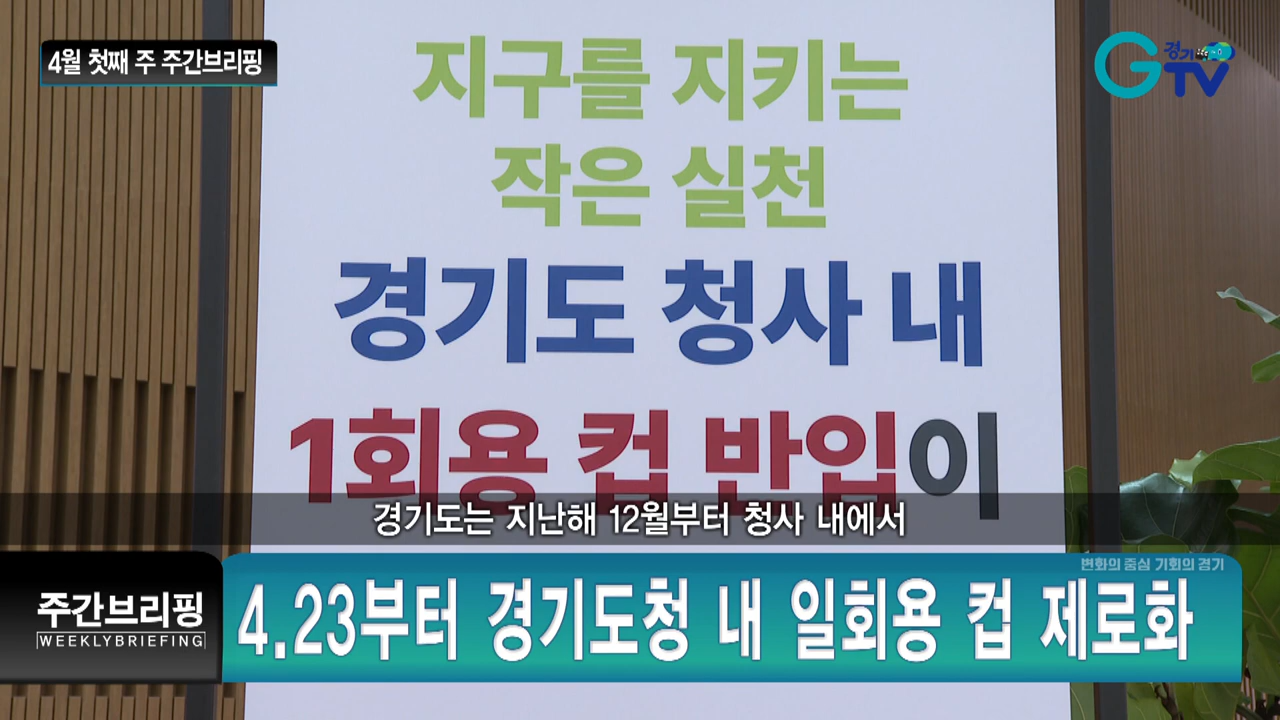 4월 첫째 주 주간브리핑
경기
GTV
지구를 지키는
작은 실천
경기도 청사 내
1회용 컵 반입이
경기도는 지난해 12월부터 청사 내에서
변화의 중심 기회의 경기
주간브리핑
WEEKLYBRIEFING
4.23부터 경기도청 내 일회용 컵 제로화